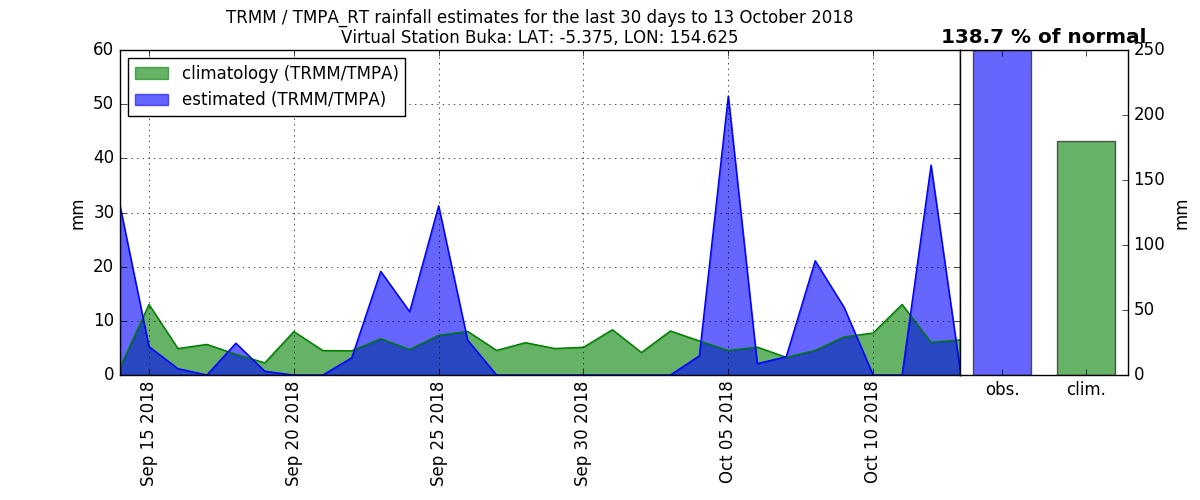 TRMM / TMPA_RT rainfall estimates for the last 30 days to 13 October 2018
Virtual Station Buka: LAT: -5.375, LON: 154.625
138.7 % of normal
climatology (TRMM/TMPA)
estimated (TRMM/TMPA)
60
50
40
30
20
10
0
mm
Sep 15 2018
Sep 20 2018
Sep 25 2018
Sep 30 2018
Oct 05 2018
Oct 10 2018
obs.
clim.
250
200
150
100
50
0
mm